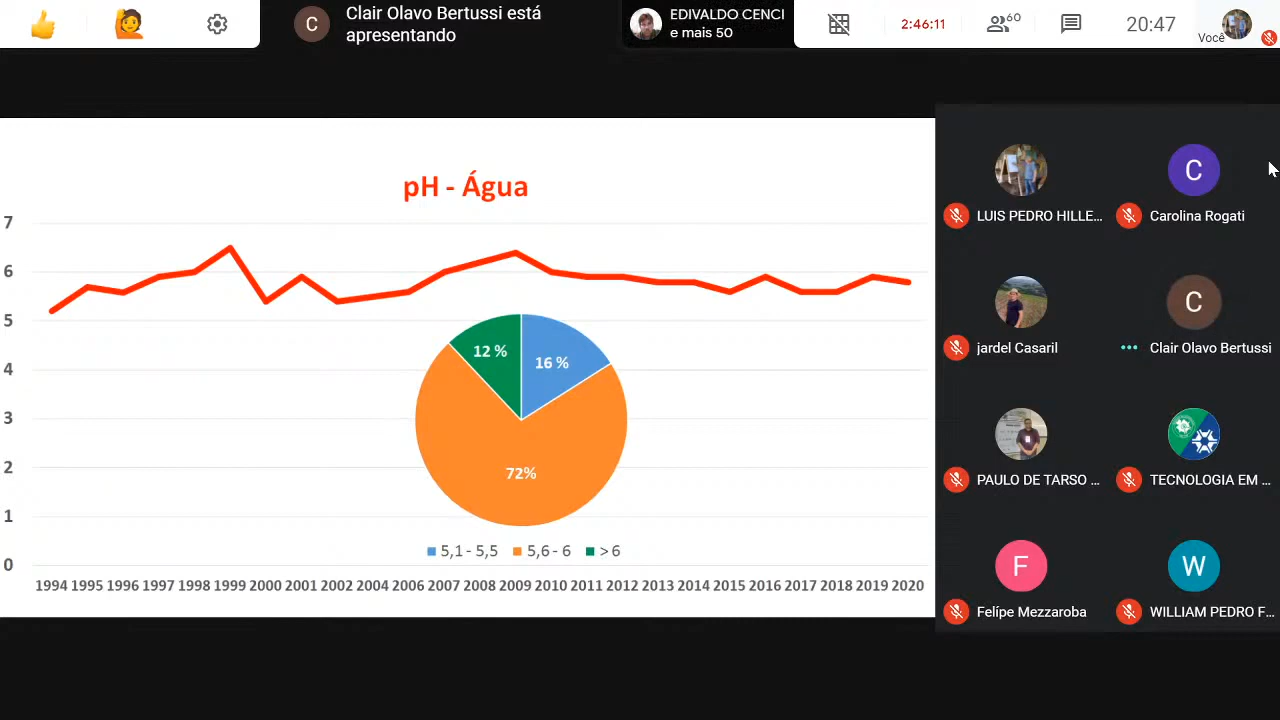 Clair Olavo Bertussi está
apresentando
EDIVALDO CENCI
e mais 50
2:46:11
60
20:47
Você
C
pH - Água
7
6
5
4
3
2
1
0
12 %
16 %
72%
5,1 - 5,5 5,6 - 6 > 6
1994 1995 1996 1997 1998 1999 2000 2001 2002 2004 2006 2007 2008 2009 2010 2011 2012 2013 2014 2015 2016 2017 2018 2019 2020
C
LUIS PEDRO HILLE... Carolina Rogati
C
jardel Casaril Clair Olavo Bertussi
PAULO DE TARSO ... TECNOLOGIA EM ...
F W
Felípe Mezzaroba WILLIAM PEDRO F...